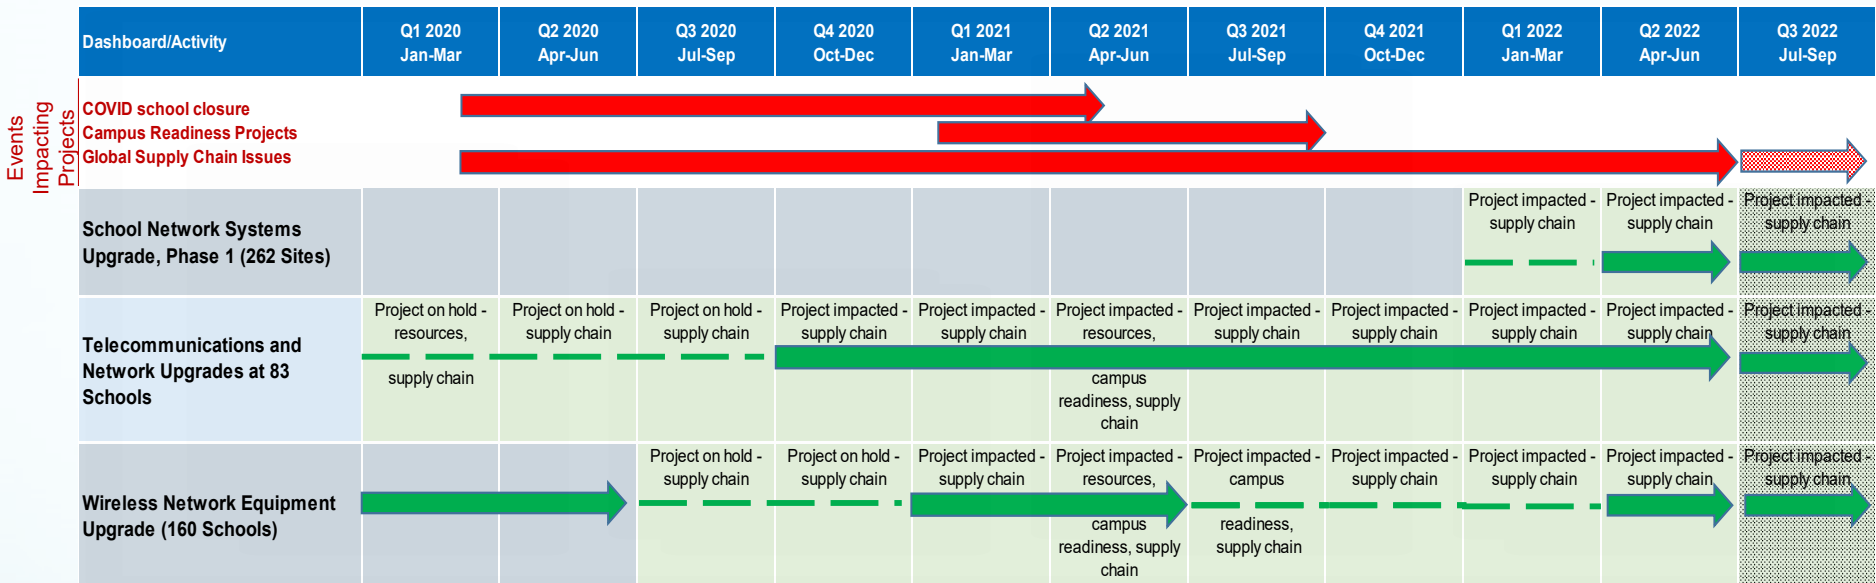 Dashboard/Activity
Q1 2020
Jan-Mar
Q2 2020
Apr-Jun
Q3 2020
Jul-Sep
Q4 2020
Oct-Dec
Q1 2021
Jan-Mar
Q2 2021
Apr-Jun
Q3 2021
Jul-Sep
Q4 2021
Oct-Dec
Q1 2022
Jan-Mar
Q2 2022
Apr-Jun
Q3 2022
Jul-Sep
Events
Impacting
Projects
COVID school closure
Campus Readiness Projects
Global Supply Chain Issues
School Network Systems
Upgrade, Phase 1 (262 Sites)
Project impacted -
supply chain
Project impacted -
supply chain
Project impacted -
supply chain
Telecommunications and
Network Upgrades at 83
Schools
Project on hold -
resources,
supply chain
Project on hold -
supply chain
Project on hold -
supply chain
Project impacted -
supply chain
Project impacted -
supply chain
Project impacted -
resources,
campus
readiness, supply
chain
Project impacted -
supply chain
Project impacted -
supply chain
Project impacted -
supply chain
Project impacted -
supply chain
Project impacted -
supply chain
Wireless Network Equipment
Upgrade (160 Schools)
Project on hold -
supply chain
Project on hold -
supply chain
Project impacted -
supply chain
Project impacted -
resources,
campus
readiness, supply
chain
Project impacted -
campus
readiness,
supply chain
Project impacted -
supply chain
Project impacted -
supply chain
Project impacted -
supply chain
Project impacted -
supply chain